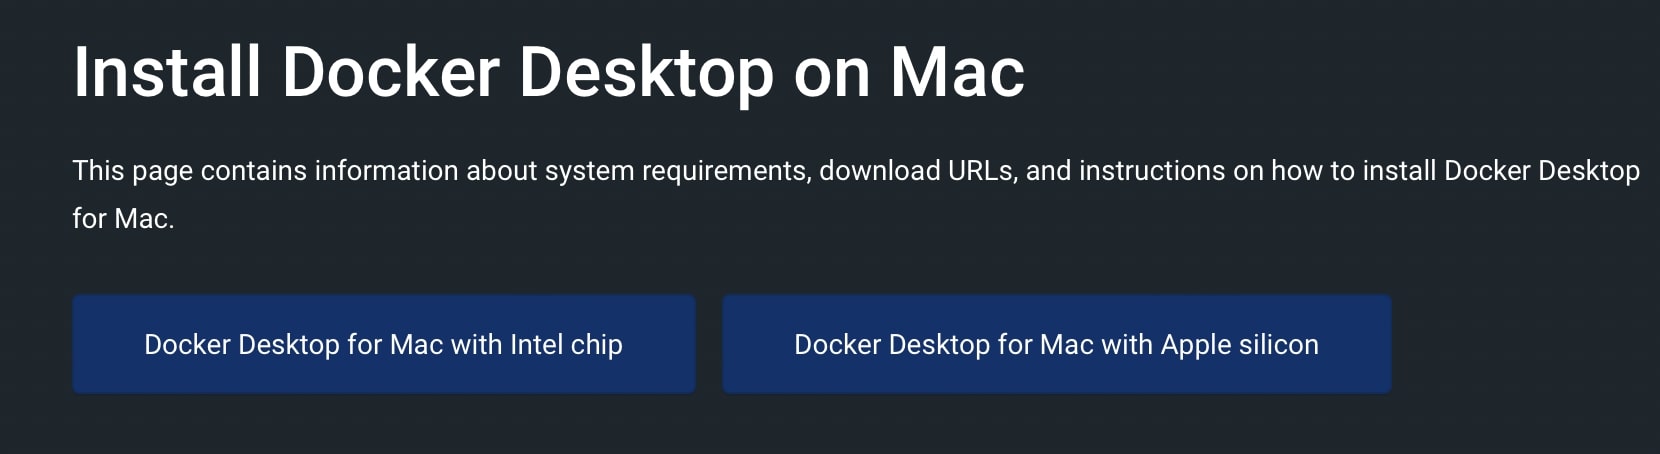 Install Docker Desktop on Mac
This page contains information about system requirements, download URLs, and instructions on how to install Docker Desktop
for Mac.
Docker Desktop for Mac with Intel chip
Docker Desktop for Mac with Apple silicon